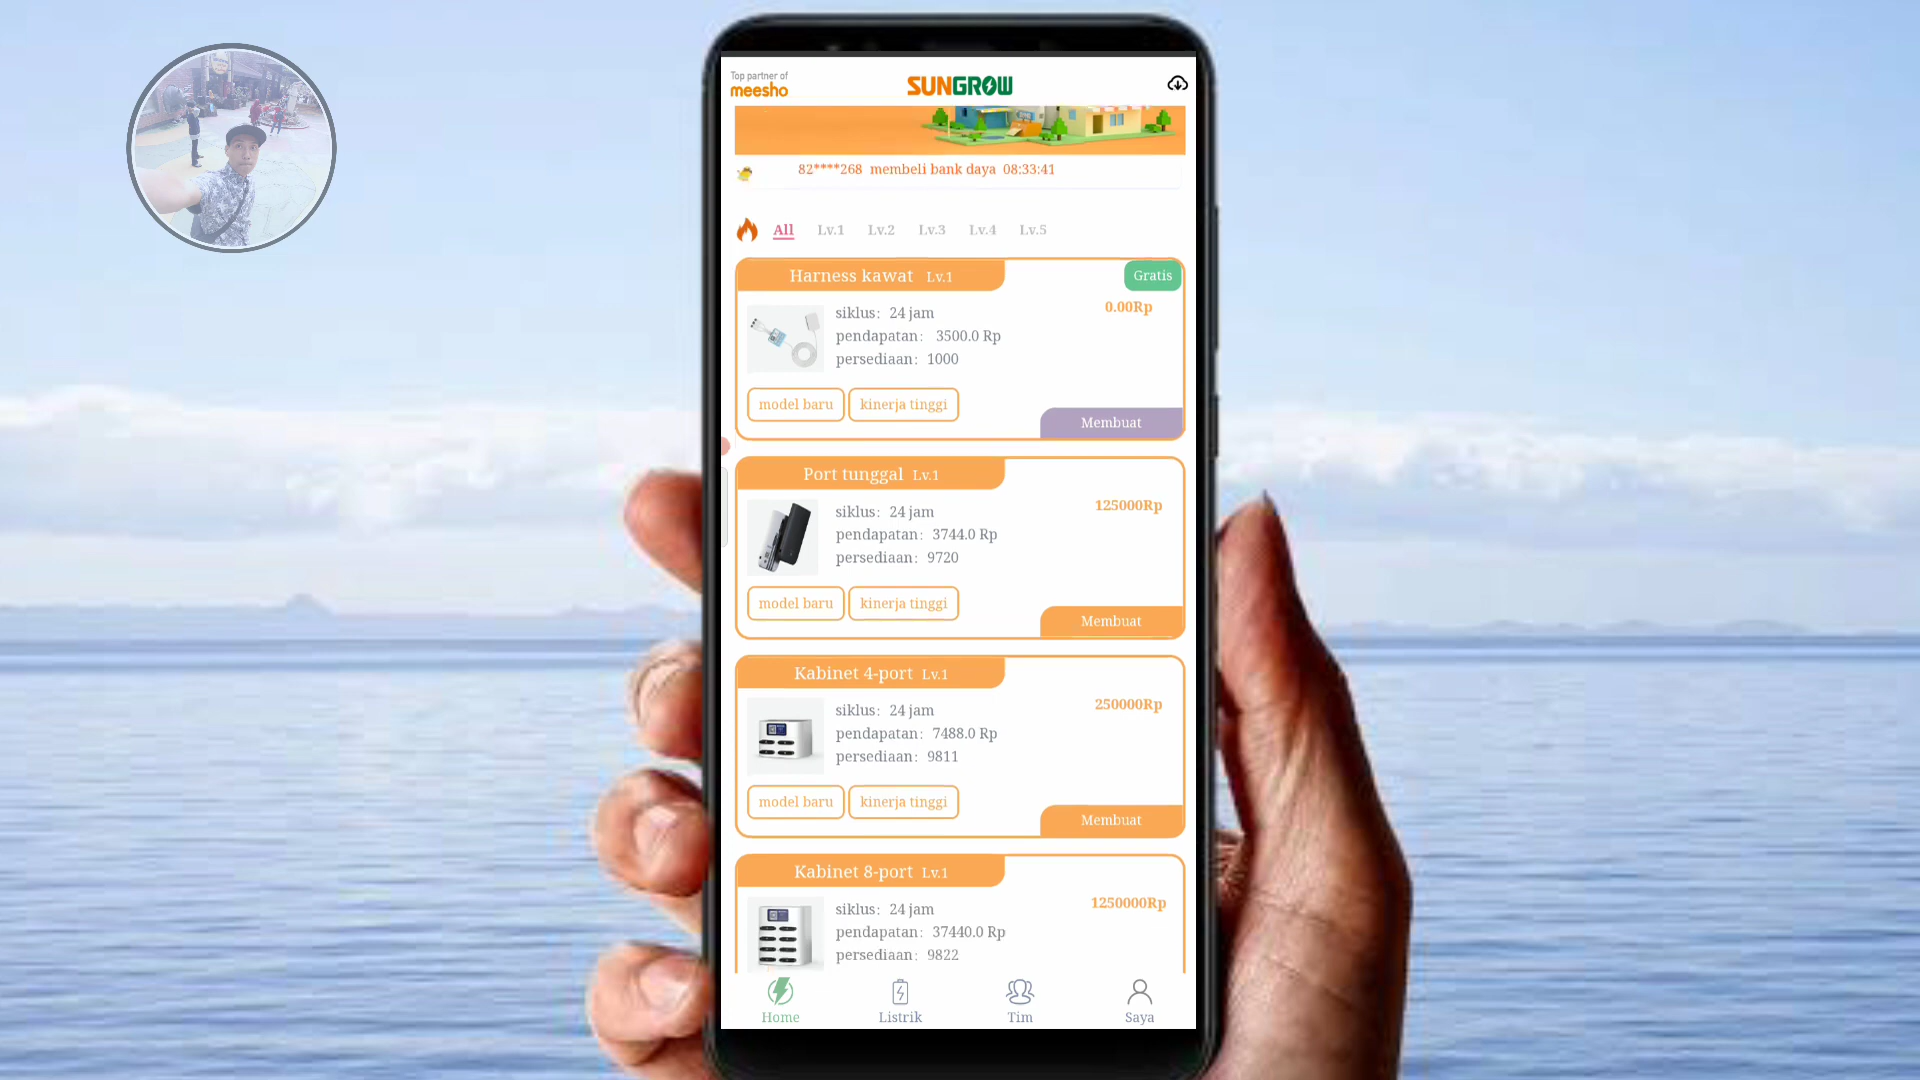 Top partner of
meesho
SUNGROW
82****268 membeli bank daya 08:33:41
All Lv.1 Lv.2 Lv.3 Lv.4 Lv.5
Harness kawat Lv.1
Gratis
0.00Rp
siklus: 24 jam
pendapatan: 3500.0 Rp
persediaan: 1000
model baru kinerja tinggi
Membuat
Port tunggal Lv.1
125000Rp
siklus: 24 jam
pendapatan: 3744.0 Rp
persediaan: 9720
model baru kinerja tinggi
Membuat
Kabinet 4-port Lv.1
250000Rp
siklus: 24 jam
pendapatan: 7488.0 Rp
persediaan: 9811
model baru kinerja tinggi
Membuat
Kabinet 8-port Lv.1
1250000Rp
siklus: 24 jam
pendapatan: 37440.0 Rp
persediaan: 9822
Home Listrik Tim Saya